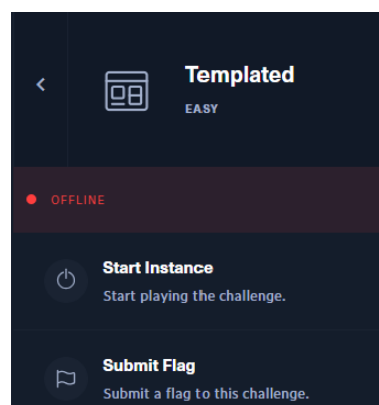 Templated
EASY
OFFLINE
Start Instance
Start playing the challenge.
Submit Flag
Submit a flag to this challenge.